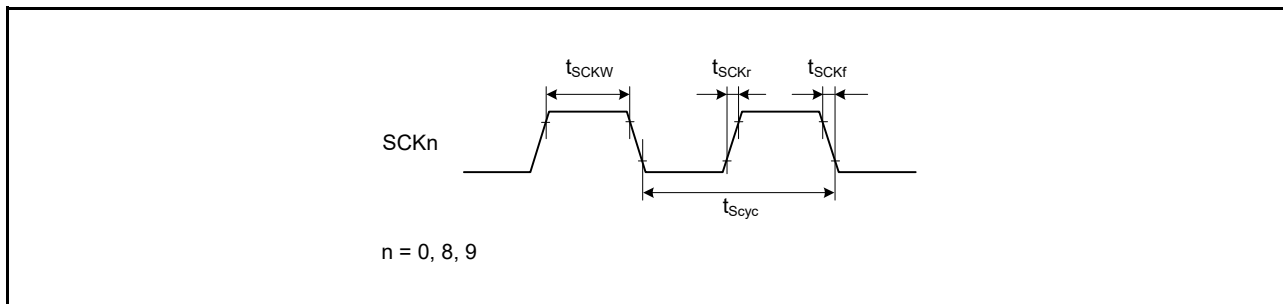 tSCKW
tSCKr
tSCKf
SCKn
tScyc
n = 0, 8, 9